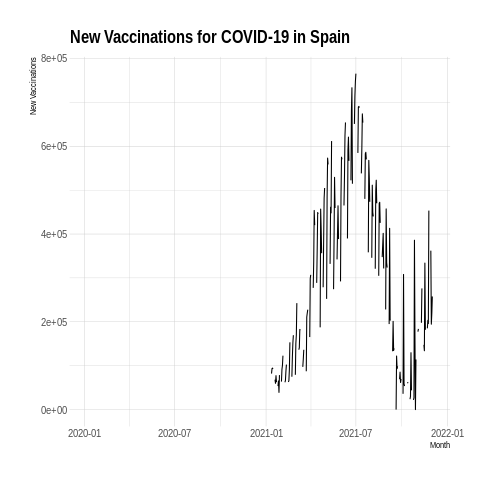 New Vaccinations for COVID-19 in Spain
New Vaccinations
8e+05
6e+05
4e+05
2e+05
0e+00
2020-01 2020-07 2021-01 2021-07 2022-01
Month